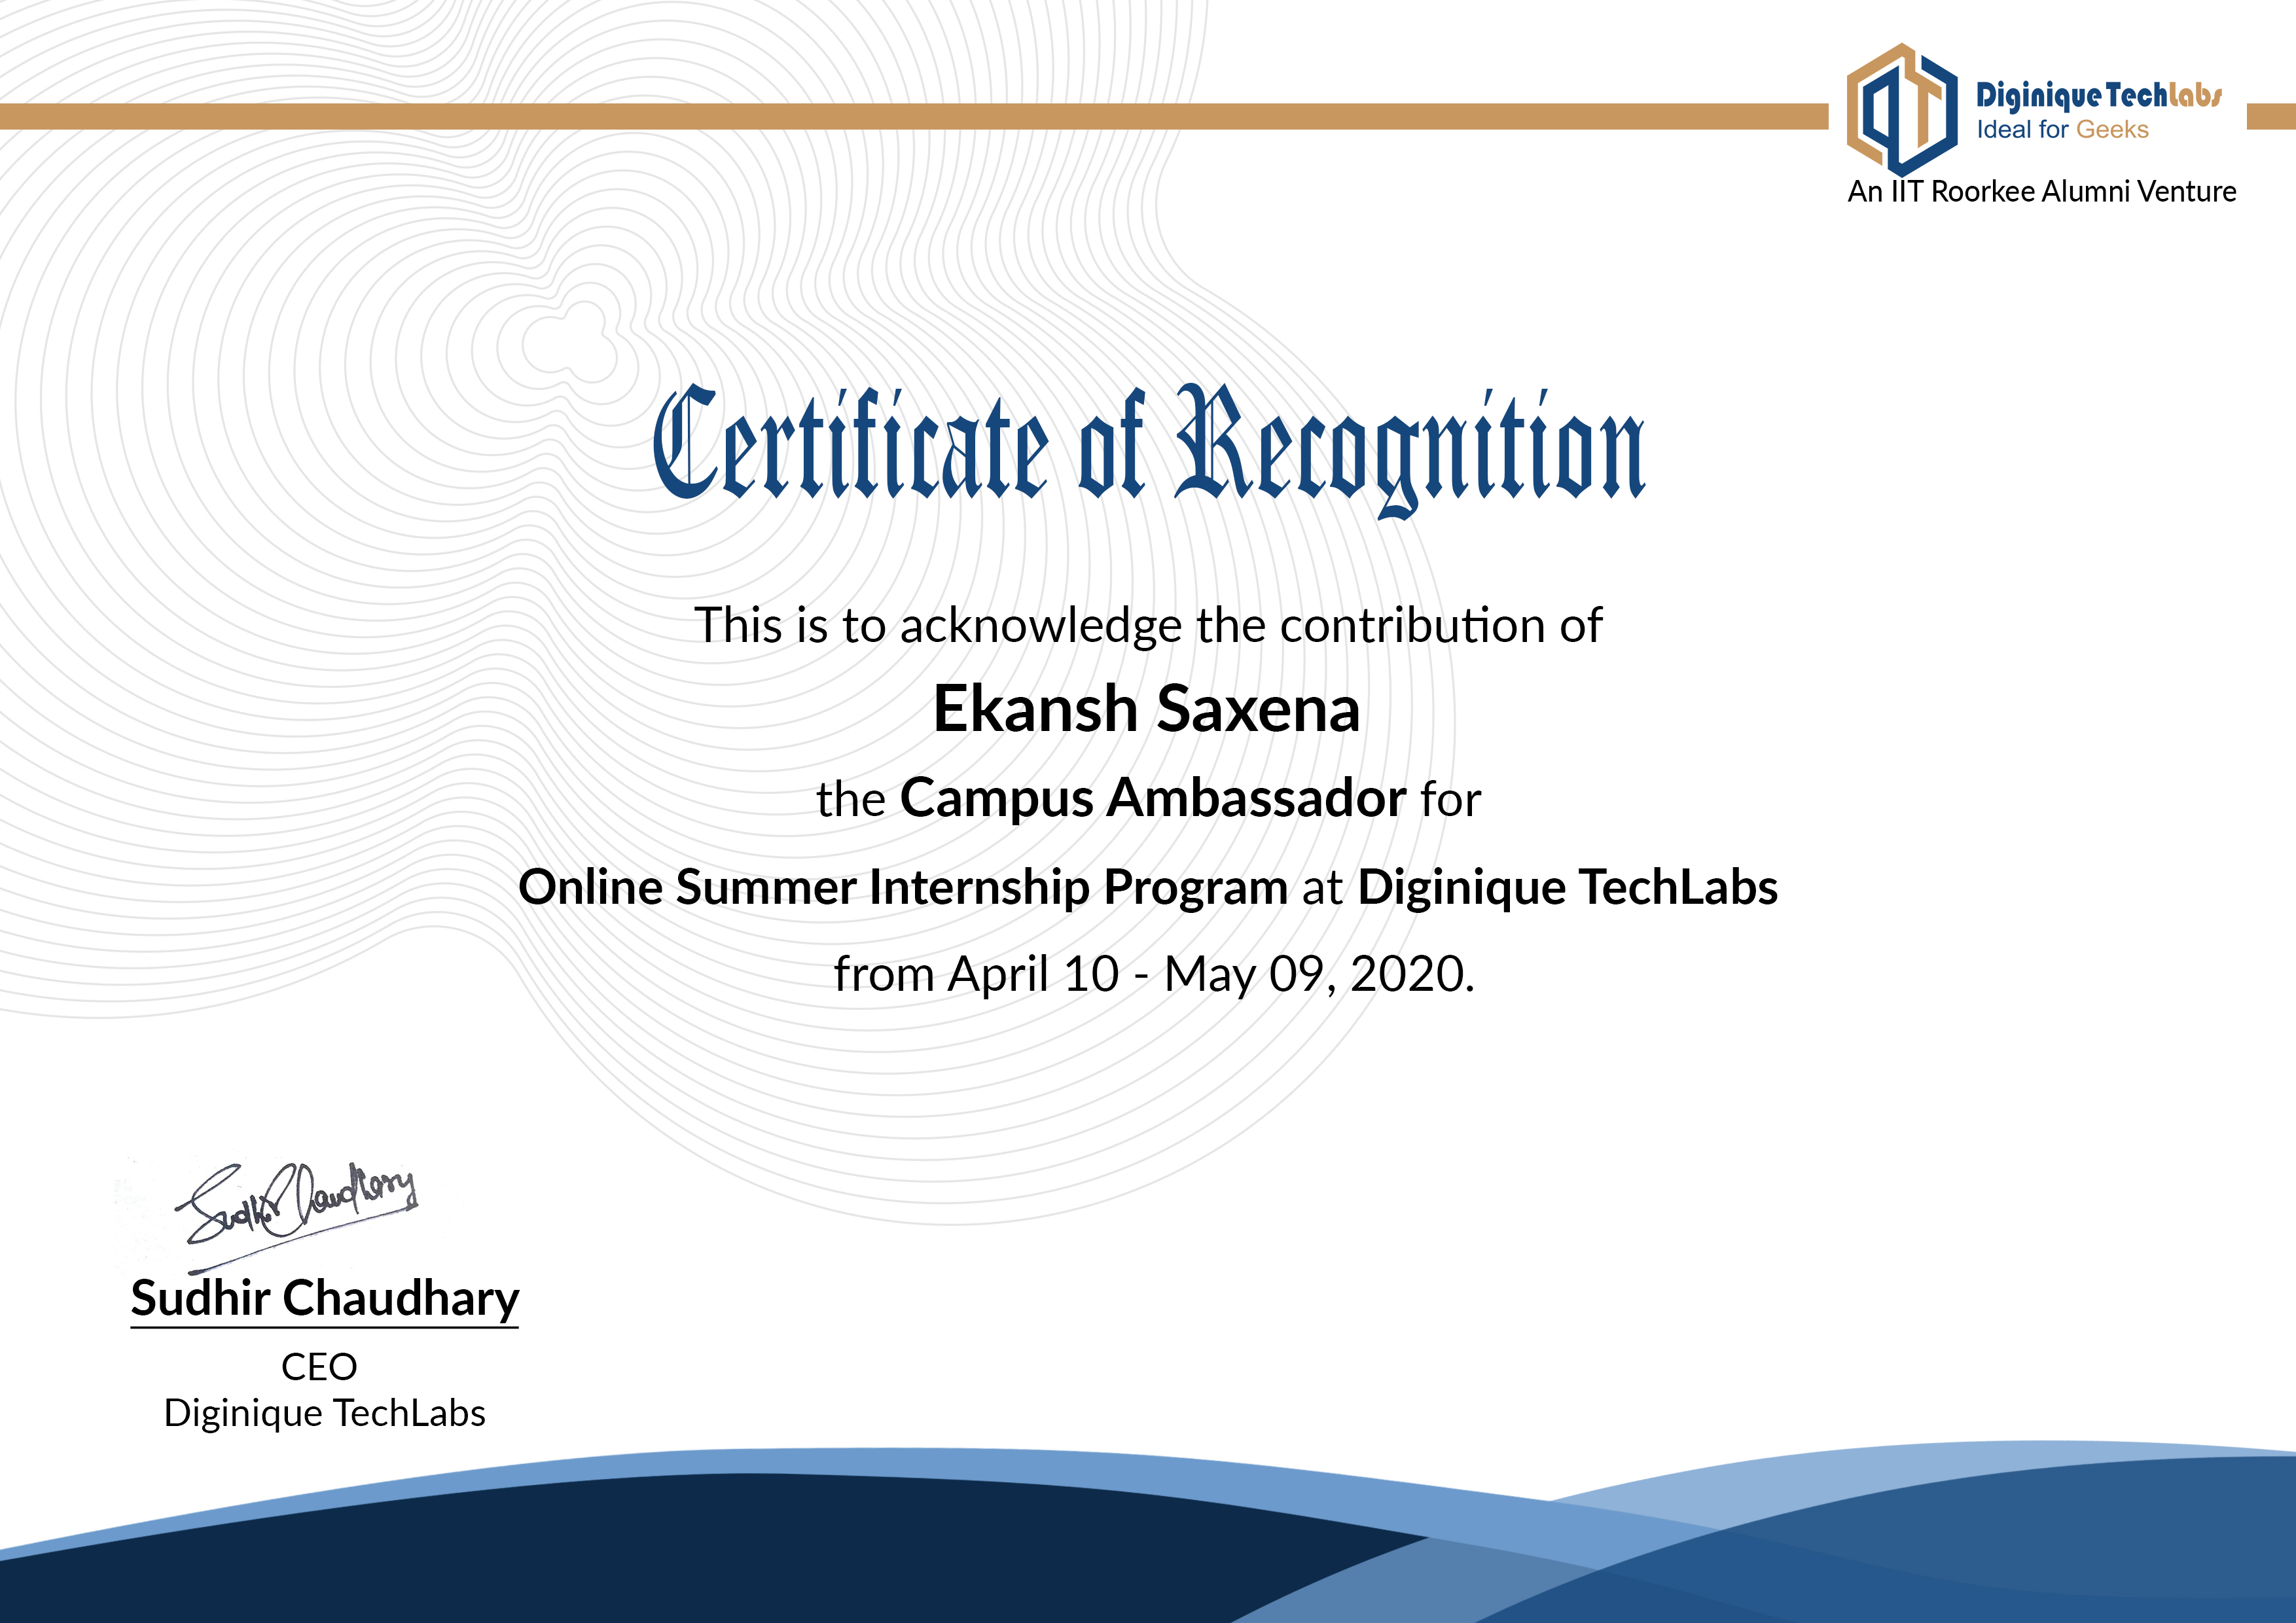 Diginique TechLabs
Ideal for Geeks
An IIT Roorkee Alumni Venture
Certificate of Recognition
This is to acknowledge the contribution of
Ekansh Saxena
the Campus Ambassador for
Online Summer Internship Program at Diginique TechLabs
from April 10 - May 09, 2020.
Sudhir Chaudhary
Sudhir Chaudhary
CEO
Diginique TechLabs